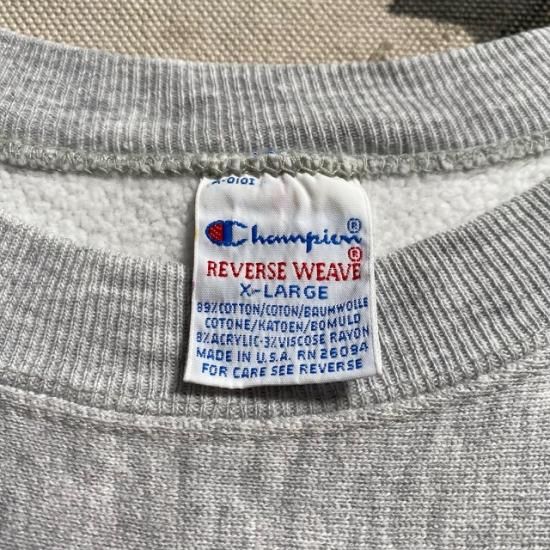 A-0101
Champion®
REVERSE WEAVE®
X-LARGE
89% COTTON/COTON/BAUMWOLLE
COTONE/KATOEN/BOMULD
8% ACRYLIC-3% VISCOSE RAYON
MADE IN U.S.A. RN 26094
FOR CARE SEE REVERSE